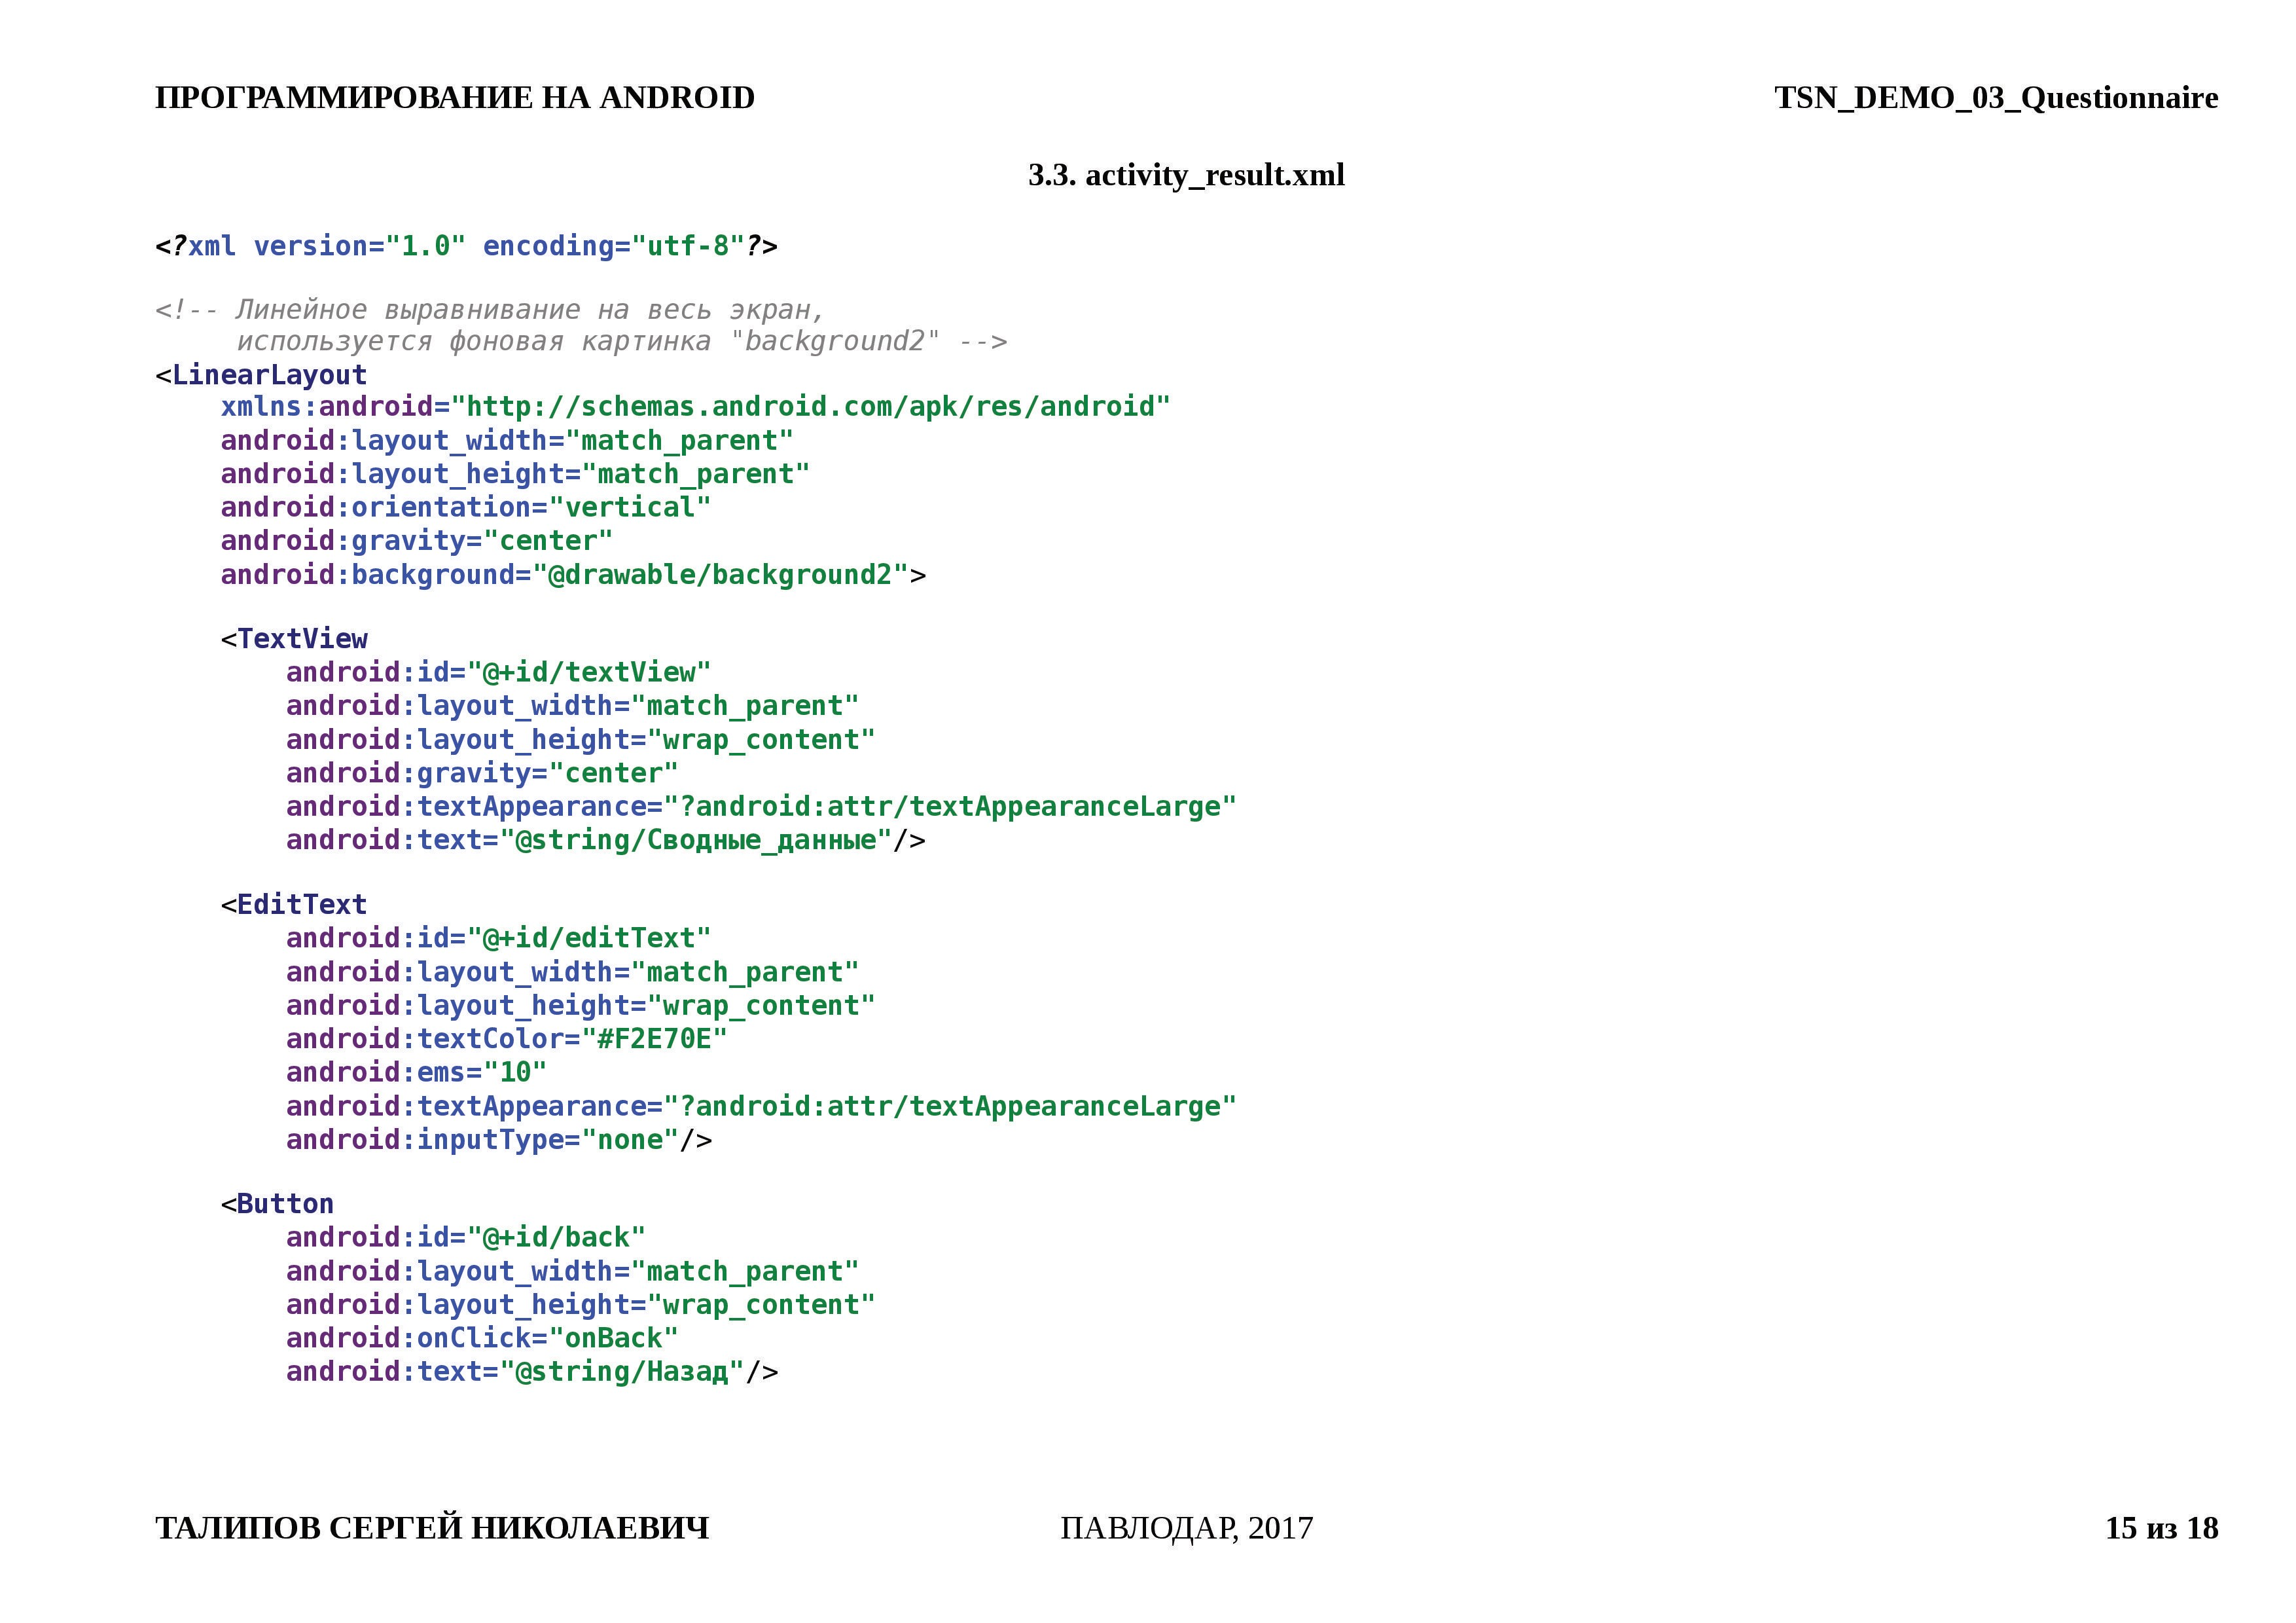 ПРОГРАММИРОВАНИЕ НА ANDROID TSN_DEMO_03_Questionnaire
3.3. activity_result.xml
<?xml version="1.0" encoding="utf-8"?>
<!-- Линейное выравнивание на весь экран,
используется фоновая картинка "background2" -->
<LinearLayout
xmlns:android="http://schemas.android.com/apk/res/android"
android:layout_width="match_parent"
android:layout_height="match_parent"
android:orientation="vertical"
android:gravity="center"
android:background="@drawable/background2">
<TextView
android:id="@+id/textView"
android:layout_width="match_parent"
android:layout_height="wrap_content"
android:gravity="center"
android:textAppearance="?android:attr/textAppearanceLarge"
android:text="@string/Сводные_данные"/>
<EditText
android:id="@+id/editText"
android:layout_width="match_parent"
android:layout_height="wrap_content"
android:textColor="#F2E70E"
android:ems="10"
android:textAppearance="?android:attr/textAppearanceLarge"
android:inputType="none"/>
<Button
android:id="@+id/back"
android:layout_width="match_parent"
android:layout_height="wrap_content"
android:onClick="onBack"
android:text="@string/Назад"/>
ТАЛИПОВ СЕРГЕЙ НИКОЛАЕВИЧ ПАВЛОДАР, 2017 15 из 18